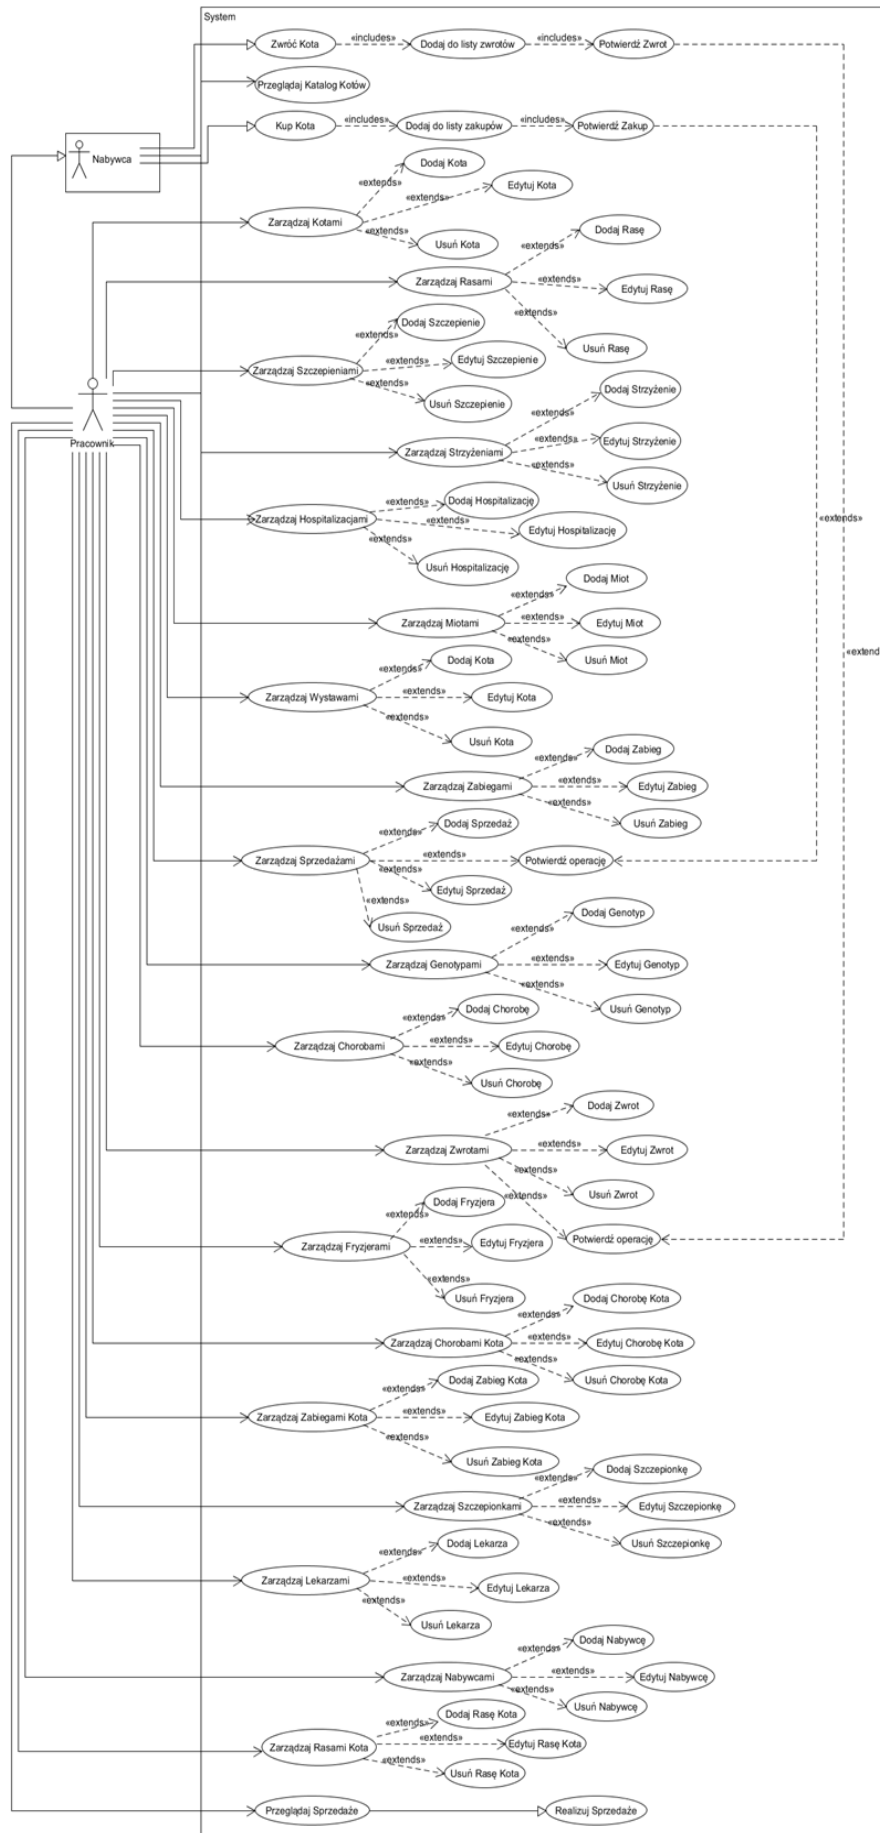 System
Zwróć Kota
«includes»
Dodaj do listy zwrotów
«includes»
Potwierdź Zwrot
Przeglądaj Katalog Kotów
Kup Kota
«includes»
Dodaj do listy zakupów
«includes»
Potwierdź Zakup
Nabywca
Dodaj Kota
«extends»
Edytuj Kota
«extends»
Zarządzaj Kotami
«extends»
Usuń Kota
Dodaj Rasę
«extends»
Zarządzaj Rasami
«extends»
Edytuj Rasę
«extends»
Usuń Rasę
Dodaj Szczepienie
«extends»
Edytuj Szczepienie
«extends»
Zarządzaj Szczepieniami
«extends»
Usuń Szczepienie
Pracownik
Dodaj Strzyżenie
«extends»
Edytuj Strzyżenie
«extends»
Zarządzaj Strzyżeniami
«extends»
Usuń Strzyżenie
Dodaj Hospitalizację
«extends»
Zarządzaj Hospitalizacjami
«extends»
Edytuj Hospitalizację
«extends»
Usuń Hospitalizację
«extends»
Dodaj Miot
«extends»
Zarządzaj Miotami
«extends»
Edytuj Miot
«extends»
Usuń Miot
«extend
Dodaj Kota
«extends»
Zarządzaj Wystawami
«extends»
Edytuj Kota
«extends»
Usuń Kota
Dodaj Zabieg
«extends»
Zarządzaj Zabiegami
«extends»
Edytuj Zabieg
«extends»
Usuń Zabieg
Dodaj Sprzedaż
«extends»
Zarządzaj Sprzedażami
«extends»
Potwierdź operację
«extends»
Edytuj Sprzedaż
«extends»
Usuń Sprzedaż
Dodaj Genotyp
«extends»
Zarządzaj Genotypami
«extends»
Edytuj Genotyp
«extends»
Usuń Genotyp
Dodaj Chorobę
«extends»
Zarządzaj Chorobami
«extends»
Edytuj Chorobę
«extends»
Usuń Chorobę
Dodaj Zwrot
«extends»
Zarządzaj Zwrotami
«extends»
Edytuj Zwrot
«extends»
Usuń Zwrot
«extends»
Potwierdź operację
Dodaj Fryzjera
«extends»
Zarządzaj Fryzjerami
«extends»
Edytuj Fryzjera
«extends»
Usuń Fryzjera
Dodaj Chorobę Kota
«extends»
Zarządzaj Chorobami Kota
«extends»
Edytuj Chorobę Kota
«extends»
Usuń Chorobę Kota
Dodaj Zabieg Kota
«extends»
Zarządzaj Zabiegami Kota
«extends»
Edytuj Zabieg Kota
«extends»
Usuń Zabieg Kota
Dodaj Szczepionkę
«extends»
Zarządzaj Szczepionkami
«extends»
Edytuj Szczepionkę
«extends»
Usuń Szczepionkę
Dodaj Lekarza
«extends»
Zarządzaj Lekarzami
«extends»
Edytuj Lekarza
«extends»
Usuń Lekarza
Dodaj Nabywcę
«extends»
Zarządzaj Nabywcami
«extends»
Edytuj Nabywcę
«extends»
Usuń Nabywcę
Dodaj Rasę Kota
«extends»
Zarządzaj Rasami Kota
«extends»
Edytuj Rasę Kota
«extends»
Usuń Rasę Kota
Przeglądaj Sprzedaże
Realizuj Sprzedaże